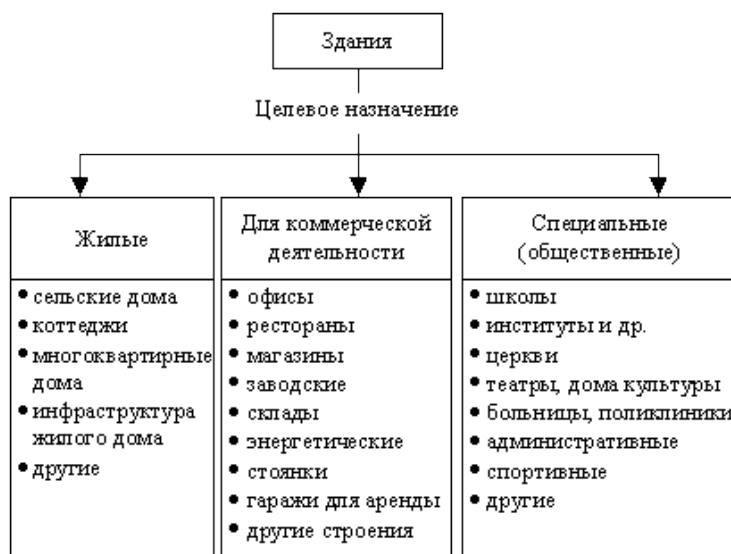 Здания
Целевое назначение
Жилые
• сельские дома
• коттеджи
• многоквартирные
дома
• инфраструктура
жилого дома
• другие
Для коммерческой
деятельности
• офисы
• рестораны
• магазины
• заводские
• склады
• энергетические
• стоянки
• гаражи для аренды
• другие строения
Специальные
(общественные)
• школы
• институты и др.
• церкви
• театры, дома культуры
• больницы, поликлиники
• административные
• спортивные
• другие